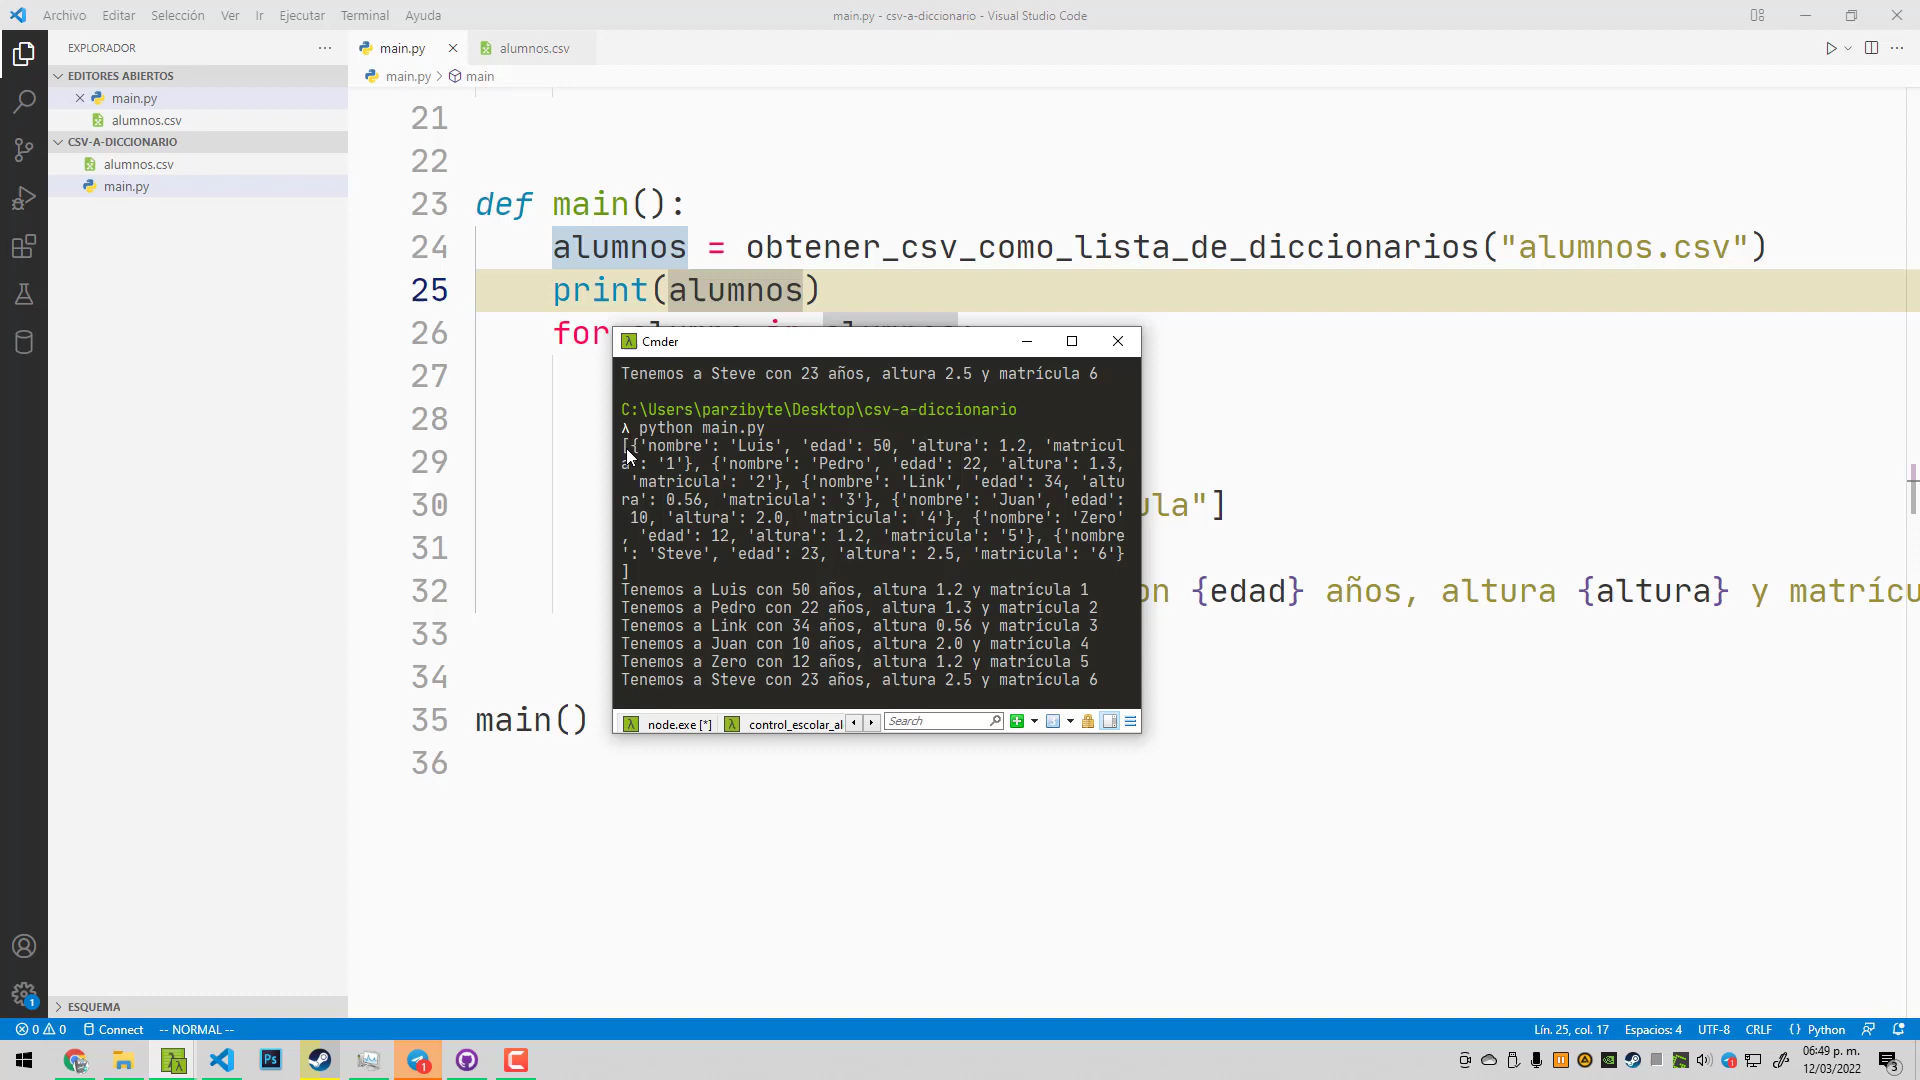 Archivo Editar Selección Ver Ir Ejecutar Terminal Ayuda
main.py - csv-a-diccionario - Visual Studio Code
EXPLORADOR
EDITORES ABIERTOS
main.py
alumnos.csv
CSV-A-DICCIONARIO
alumnos.csv
main.py
ESQUEMA
main.py alumnos.csv
main.py > main
21
22
23 def main():
24 alumnos = obtener_csv_como_lista_de_diccionarios("alumnos.csv")
25 print(alumnos)
26 for
27
28
29
30 ula"]
31
32 on {edad} años, altura {altura} y matrícu
33
34
35 main()
36
Cmder
Tenemos a Steve con 23 años, altura 2.5 y matrícula 6
C:\Users\parzibyte\Desktop\csv-a-diccionario
λ python main.py
[{'nombre': 'Luis', 'edad': 50, 'altura': 1.2, 'matricul
a': '1'}, {'nombre': 'Pedro', 'edad': 22, 'altura': 1.3,
'matricula': '2'}, {'nombre': 'Link', 'edad': 34, 'altu
ra': 0.56, 'matricula': '3'}, {'nombre': 'Juan', 'edad':
10, 'altura': 2.0, 'matricula': '4'}, {'nombre': 'Zero'
, 'edad': 12, 'altura': 1.2, 'matricula': '5'}, {'nombre
': 'Steve', 'edad': 23, 'altura': 2.5, 'matricula': '6'}
]
Tenemos a Luis con 50 años, altura 1.2 y matrícula 1
Tenemos a Pedro con 22 años, altura 1.3 y matrícula 2
Tenemos a Link con 34 años, altura 0.56 y matrícula 3
Tenemos a Juan con 10 años, altura 2.0 y matrícula 4
Tenemos a Zero con 12 años, altura 1.2 y matrícula 5
Tenemos a Steve con 23 años, altura 2.5 y matrícula 6
node.exe [*] control_escolar_al Search
1
0 0 Connect -- NORMAL -- Lín. 25, col. 17 Espacios: 4 UTF-8 CRLF {} Python
Ps 1 1
06:49 p. m.
12/03/2022
3